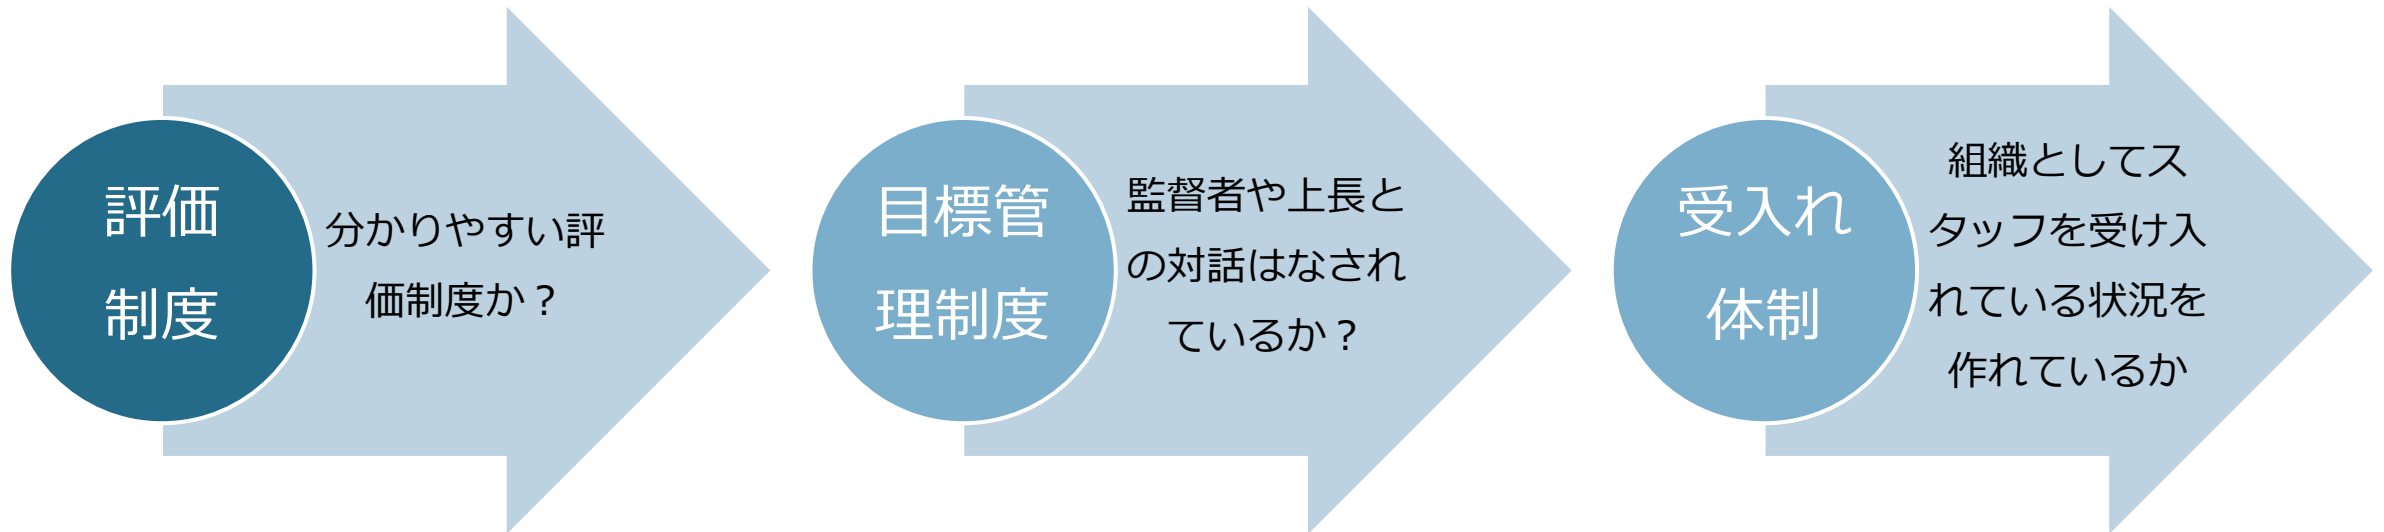 評価
制度
分かりやすい評
価制度か？
目標管
理制度
監督者や上長と
の対話はなされ
ているか？
受入れ
体制
組織としてス
タッフを受け入
れている状況を
作れているか